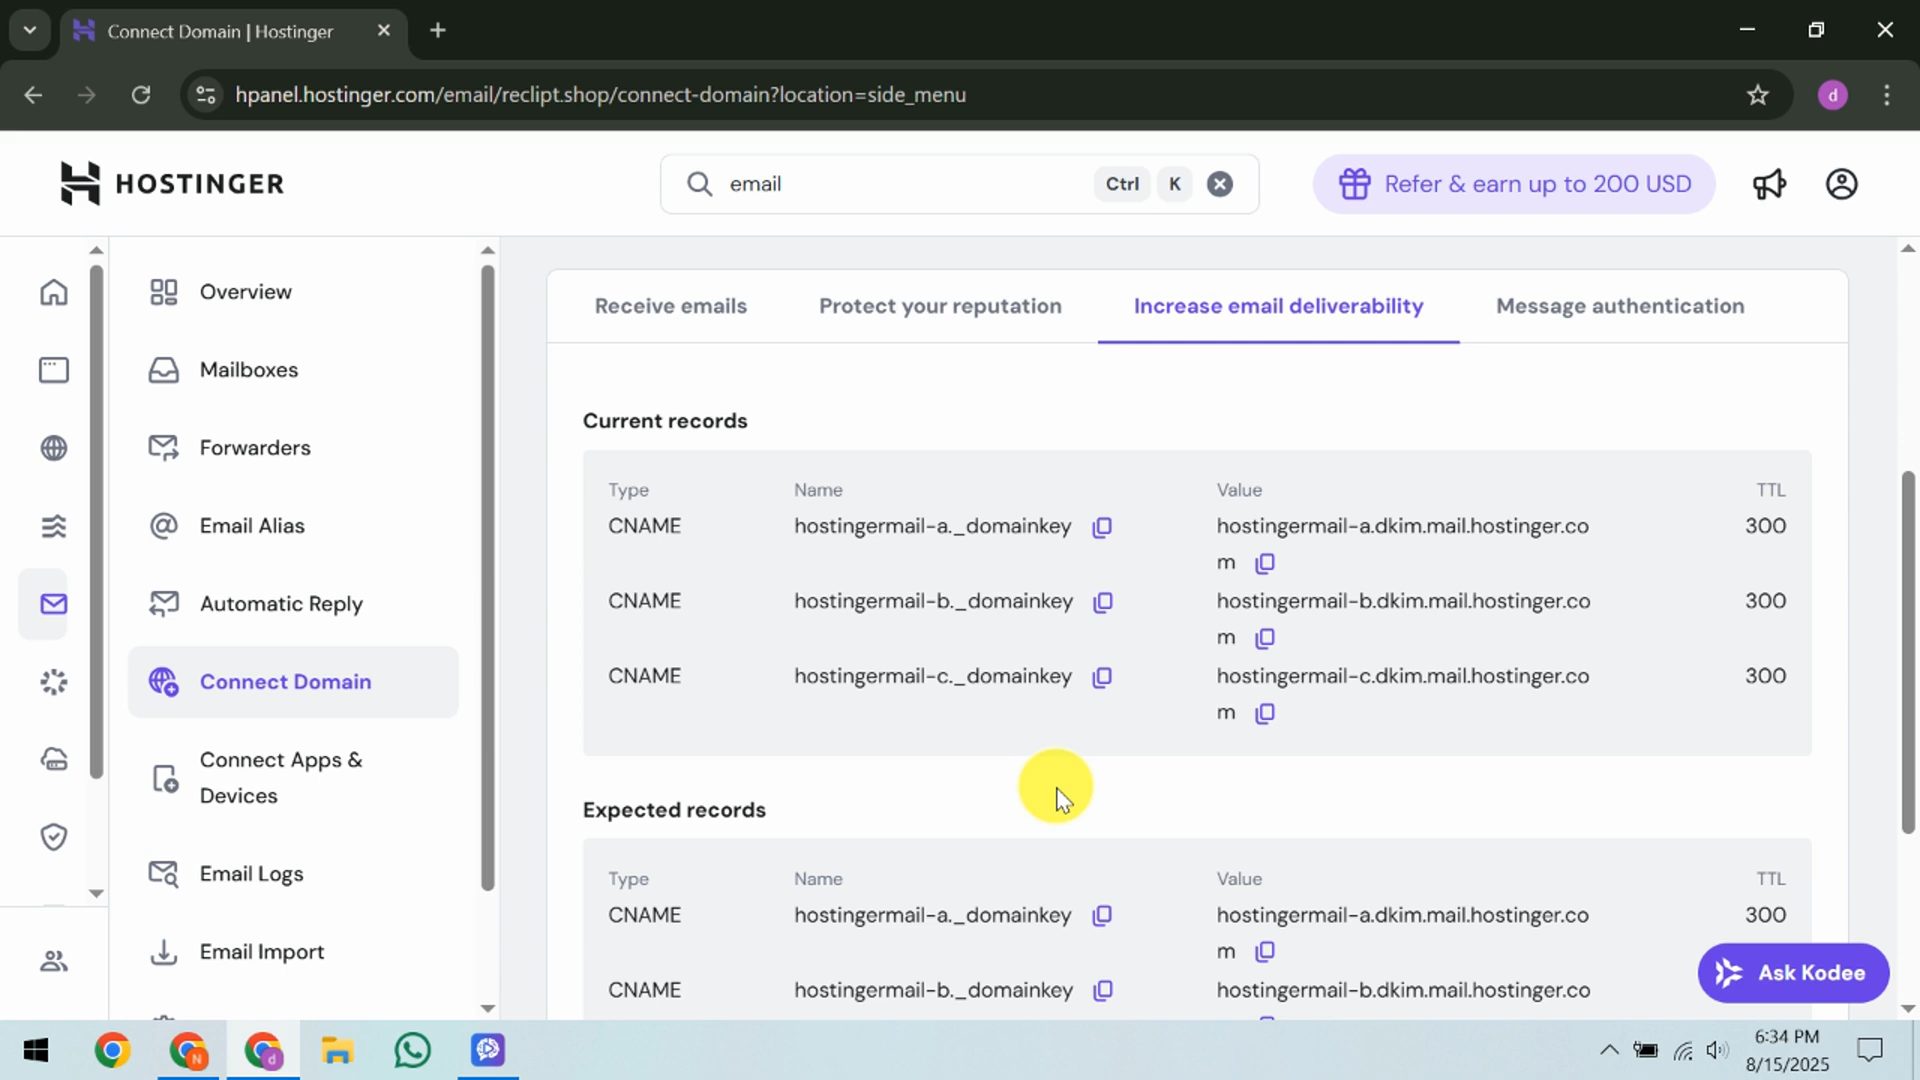 Connect Domain | Hostinger
hpanel.hostinger.com/email/reclipt.shop/connect-domain?location=side_menu
d
HOSTINGER
email
Ctrl
K
Refer & earn up to 200 USD
Overview
Mailboxes
Forwarders
Email Alias
Automatic Reply
Connect Domain
Connect Apps &
Devices
Email Logs
Email Import
Receive emails
Protect your reputation
Increase email deliverability
Message authentication
Current records
Type Name Value TTL
CNAME hostingermail-a._domainkey hostingermail-a.dkim.mail.hostinger.co 300
m
CNAME hostingermail-b._domainkey hostingermail-b.dkim.mail.hostinger.co 300
m
CNAME hostingermail-c._domainkey hostingermail-c.dkim.mail.hostinger.co 300
m
Expected records
Type Name Value TTL
CNAME hostingermail-a._domainkey hostingermail-a.dkim.mail.hostinger.co 300
m
CNAME hostingermail-b._domainkey hostingermail-b.dkim.mail.hostinger.co
Ask Kodee
N
d
6:34 PM
8/15/2025